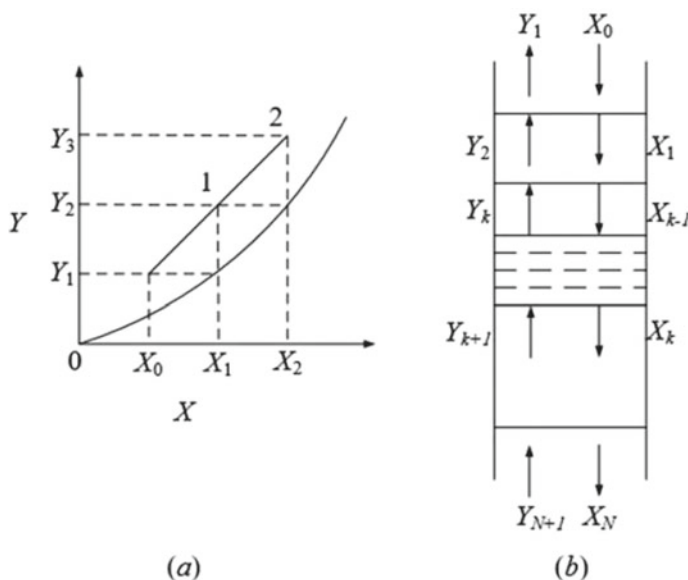 Y3
Y2
Y
Y1
0
X0
X1
X2
X
1
2
(a)
Y1
X0
Y2
X1
Yk
Xk-1
Yk+1
Xk
YN+1
XN
(b)